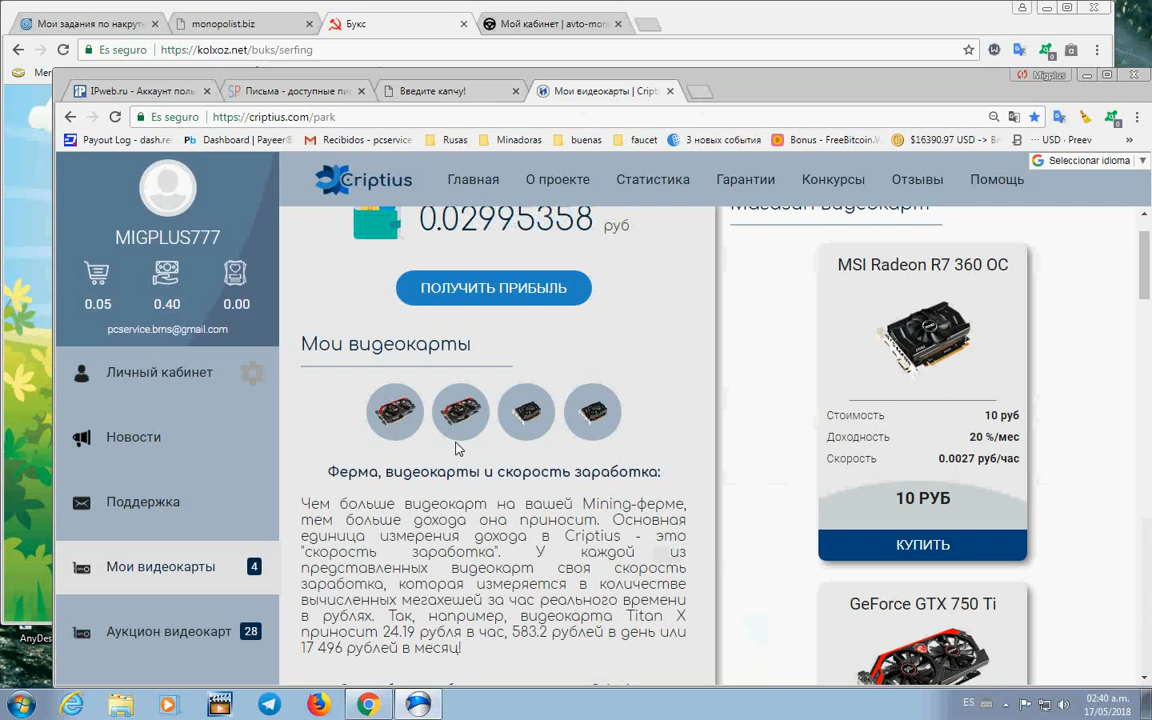 Мои задания по накрут
monopolist.biz
Букс
Мой кабинет | avto-mon
Es seguro
https://kolxoz.net/buks/serfing
Mer
Migplus
IPweb.ru - Аккаунт поль
Письма - доступные пи
Введите капчу!
Мои видеокарты | Cripti
Es seguro
https://criptius.com/park
Payout Log - dash.re
Dashboard | Payeer
Recibidos - pcservice
Rusas
Minadoras
buenas
faucet
3 новых события
Bonus - FreeBitcoin.W
$16390.97 USD -> Bi
... USD - Preev
Seleccionar idioma
Criptius
Главная
О проекте
Статистика
Гарантии
Конкурсы
Отзывы
Помощь
MIGPLUS777
0.05
0.40
0.00
pcservice.bms@gmail.com
Личный кабинет
Новости
Поддержка
Мои видеокарты
4
Аукцион видеокарт
28
0.02995358 руб
ПОЛУЧИТЬ ПРИБЫЛЬ
Мои видеокарты
Ферма, видеокарты и скорость заработка:
Чем больше видеокарт на вашей Mining-ферме,
тем больше дохода она приносит. Основная
единица измерения дохода в Criptius - это
"скорость заработка". У каждой из
представленных видеокарт своя скорость
заработка, которая измеряется в количестве
вычисленных мегахешей за час реального времени
в рублях. Так, например, видеокарта Titan X
приносит 24.19 рубля в час, 583.2 рублей в день или
17 496 рублей в месяц!
Магазин видеокарт
MSI Radeon R7 360 OC
Стоимость 10 руб
Доходность 20 %/мес
Скорость 0.0027 руб/час
10 РУБ
КУПИТЬ
GeForce GTX 750 Ti
AnyDes
ES
02:40 a.m.
17/05/2018